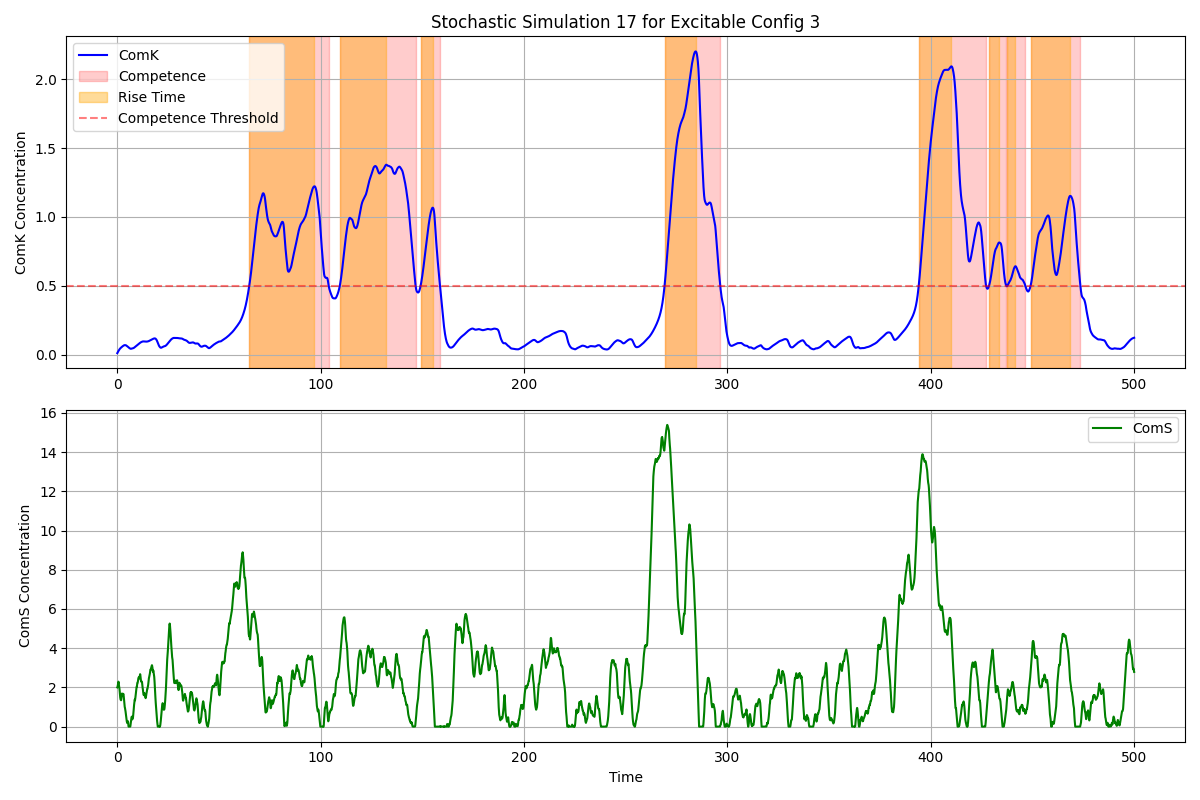 Stochastic Simulation 17 for Excitable Config 3
ComK
Competence
Rise Time
Competence Threshold
ComK Concentration
2.0
1.5
1.0
0.5
0.0
0 100 200 300 400 500
ComS
ComS Concentration
16
14
12
10
8
6
4
2
0
0 100 200 300 400 500
Time